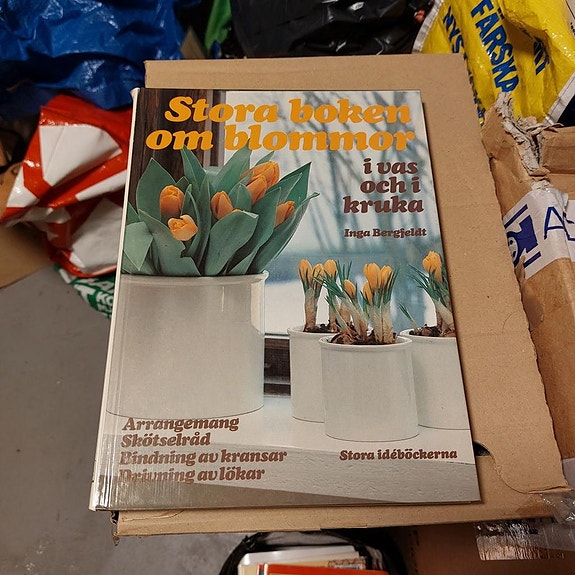 Stora boken
om blommor
i vas
och i
kruka
Inga Bergfeldt
Arrangemang
Skötselråd
Bindning av kransar
Drivning av lökar
Stora idéböckerna
FÄRSKA